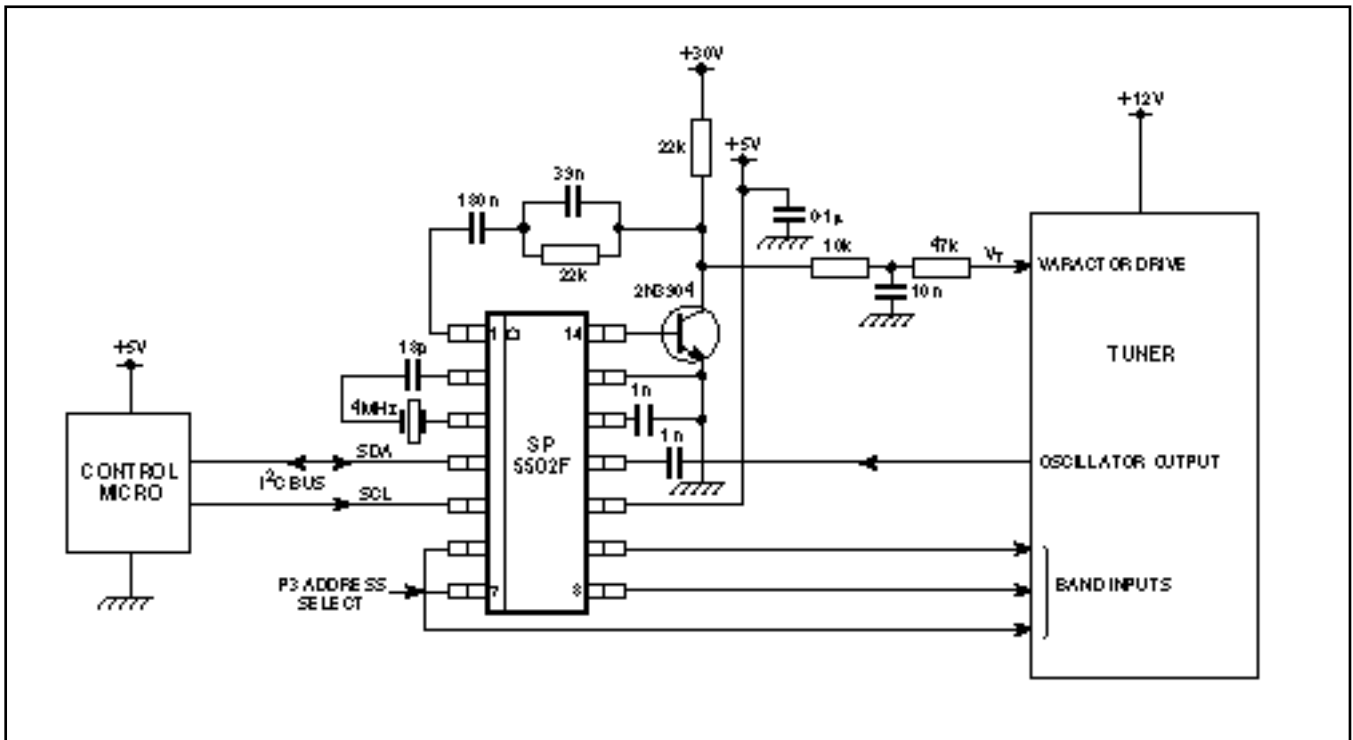 +30V
+12V
22k
+5V
39n
180n
0·1µ
22k
10k
47k
VT
VARACTOR DRIVE
10n
2N3904
TUNER
1
14
+5V
18p
4MHz
1n
1n
SP
5502F
SDA
OSCILLATOR OUTPUT
CONTROL
MICRO
I2C BUS
SCL
P3 ADDRESS
SELECT
7
8
BAND INPUTS